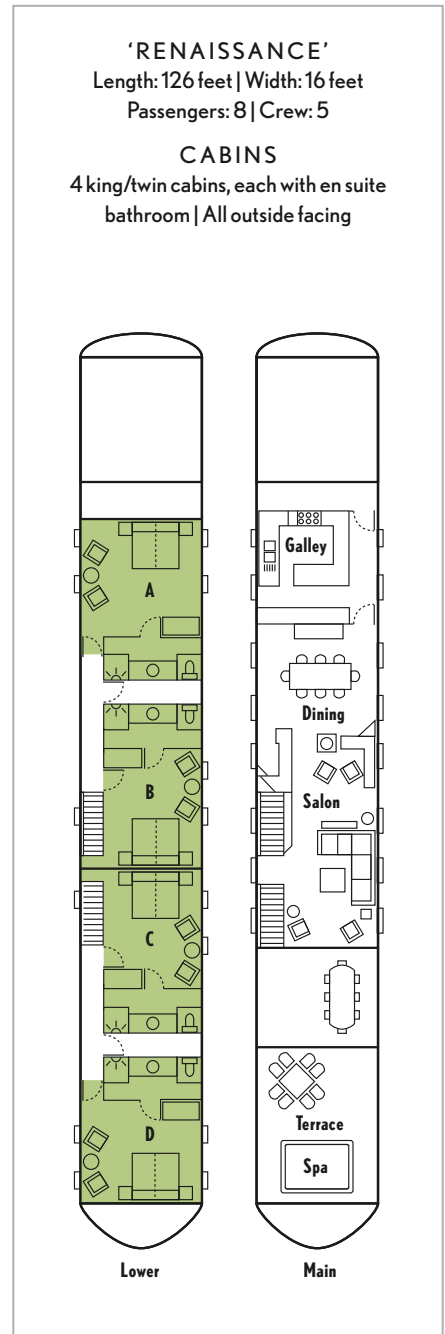 ‘RENAISSANCE’
Length: 126 feet | Width: 16 feet
Passengers: 8 | Crew: 5
CABINS
4 king/twin cabins, each with en suite
bathroom | All outside facing
A
B
C
D
Lower
Galley
Dining
Salon
Terrace
Spa
Main